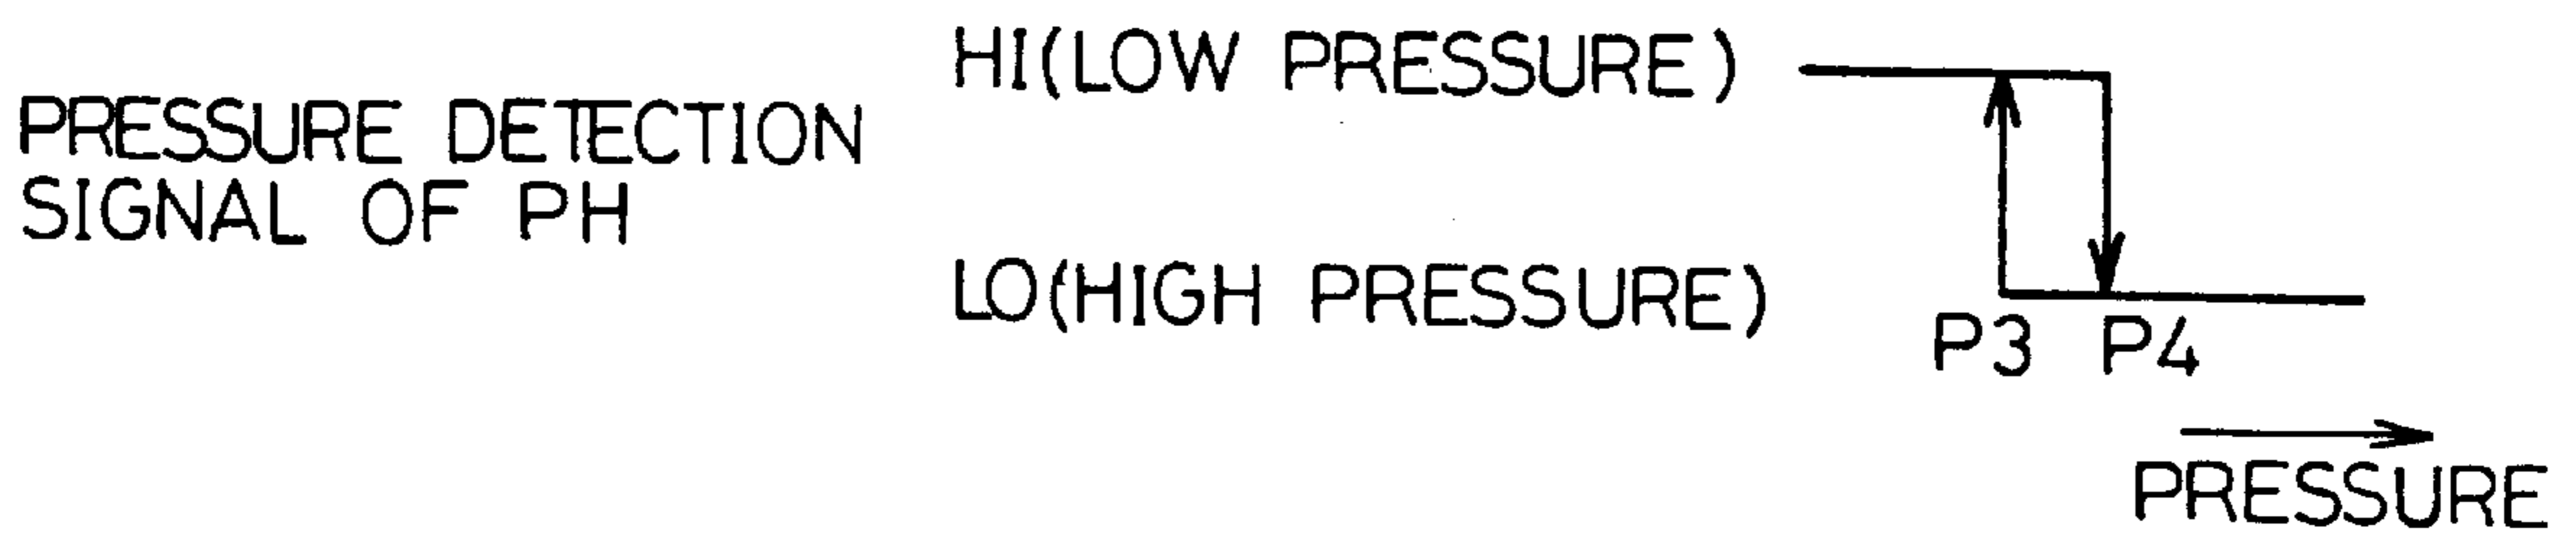 HI(LOW PRESSURE)
PRESSURE DETECTION
SIGNAL OF PH
LO(HIGH PRESSURE)
P3 P4
PRESSURE